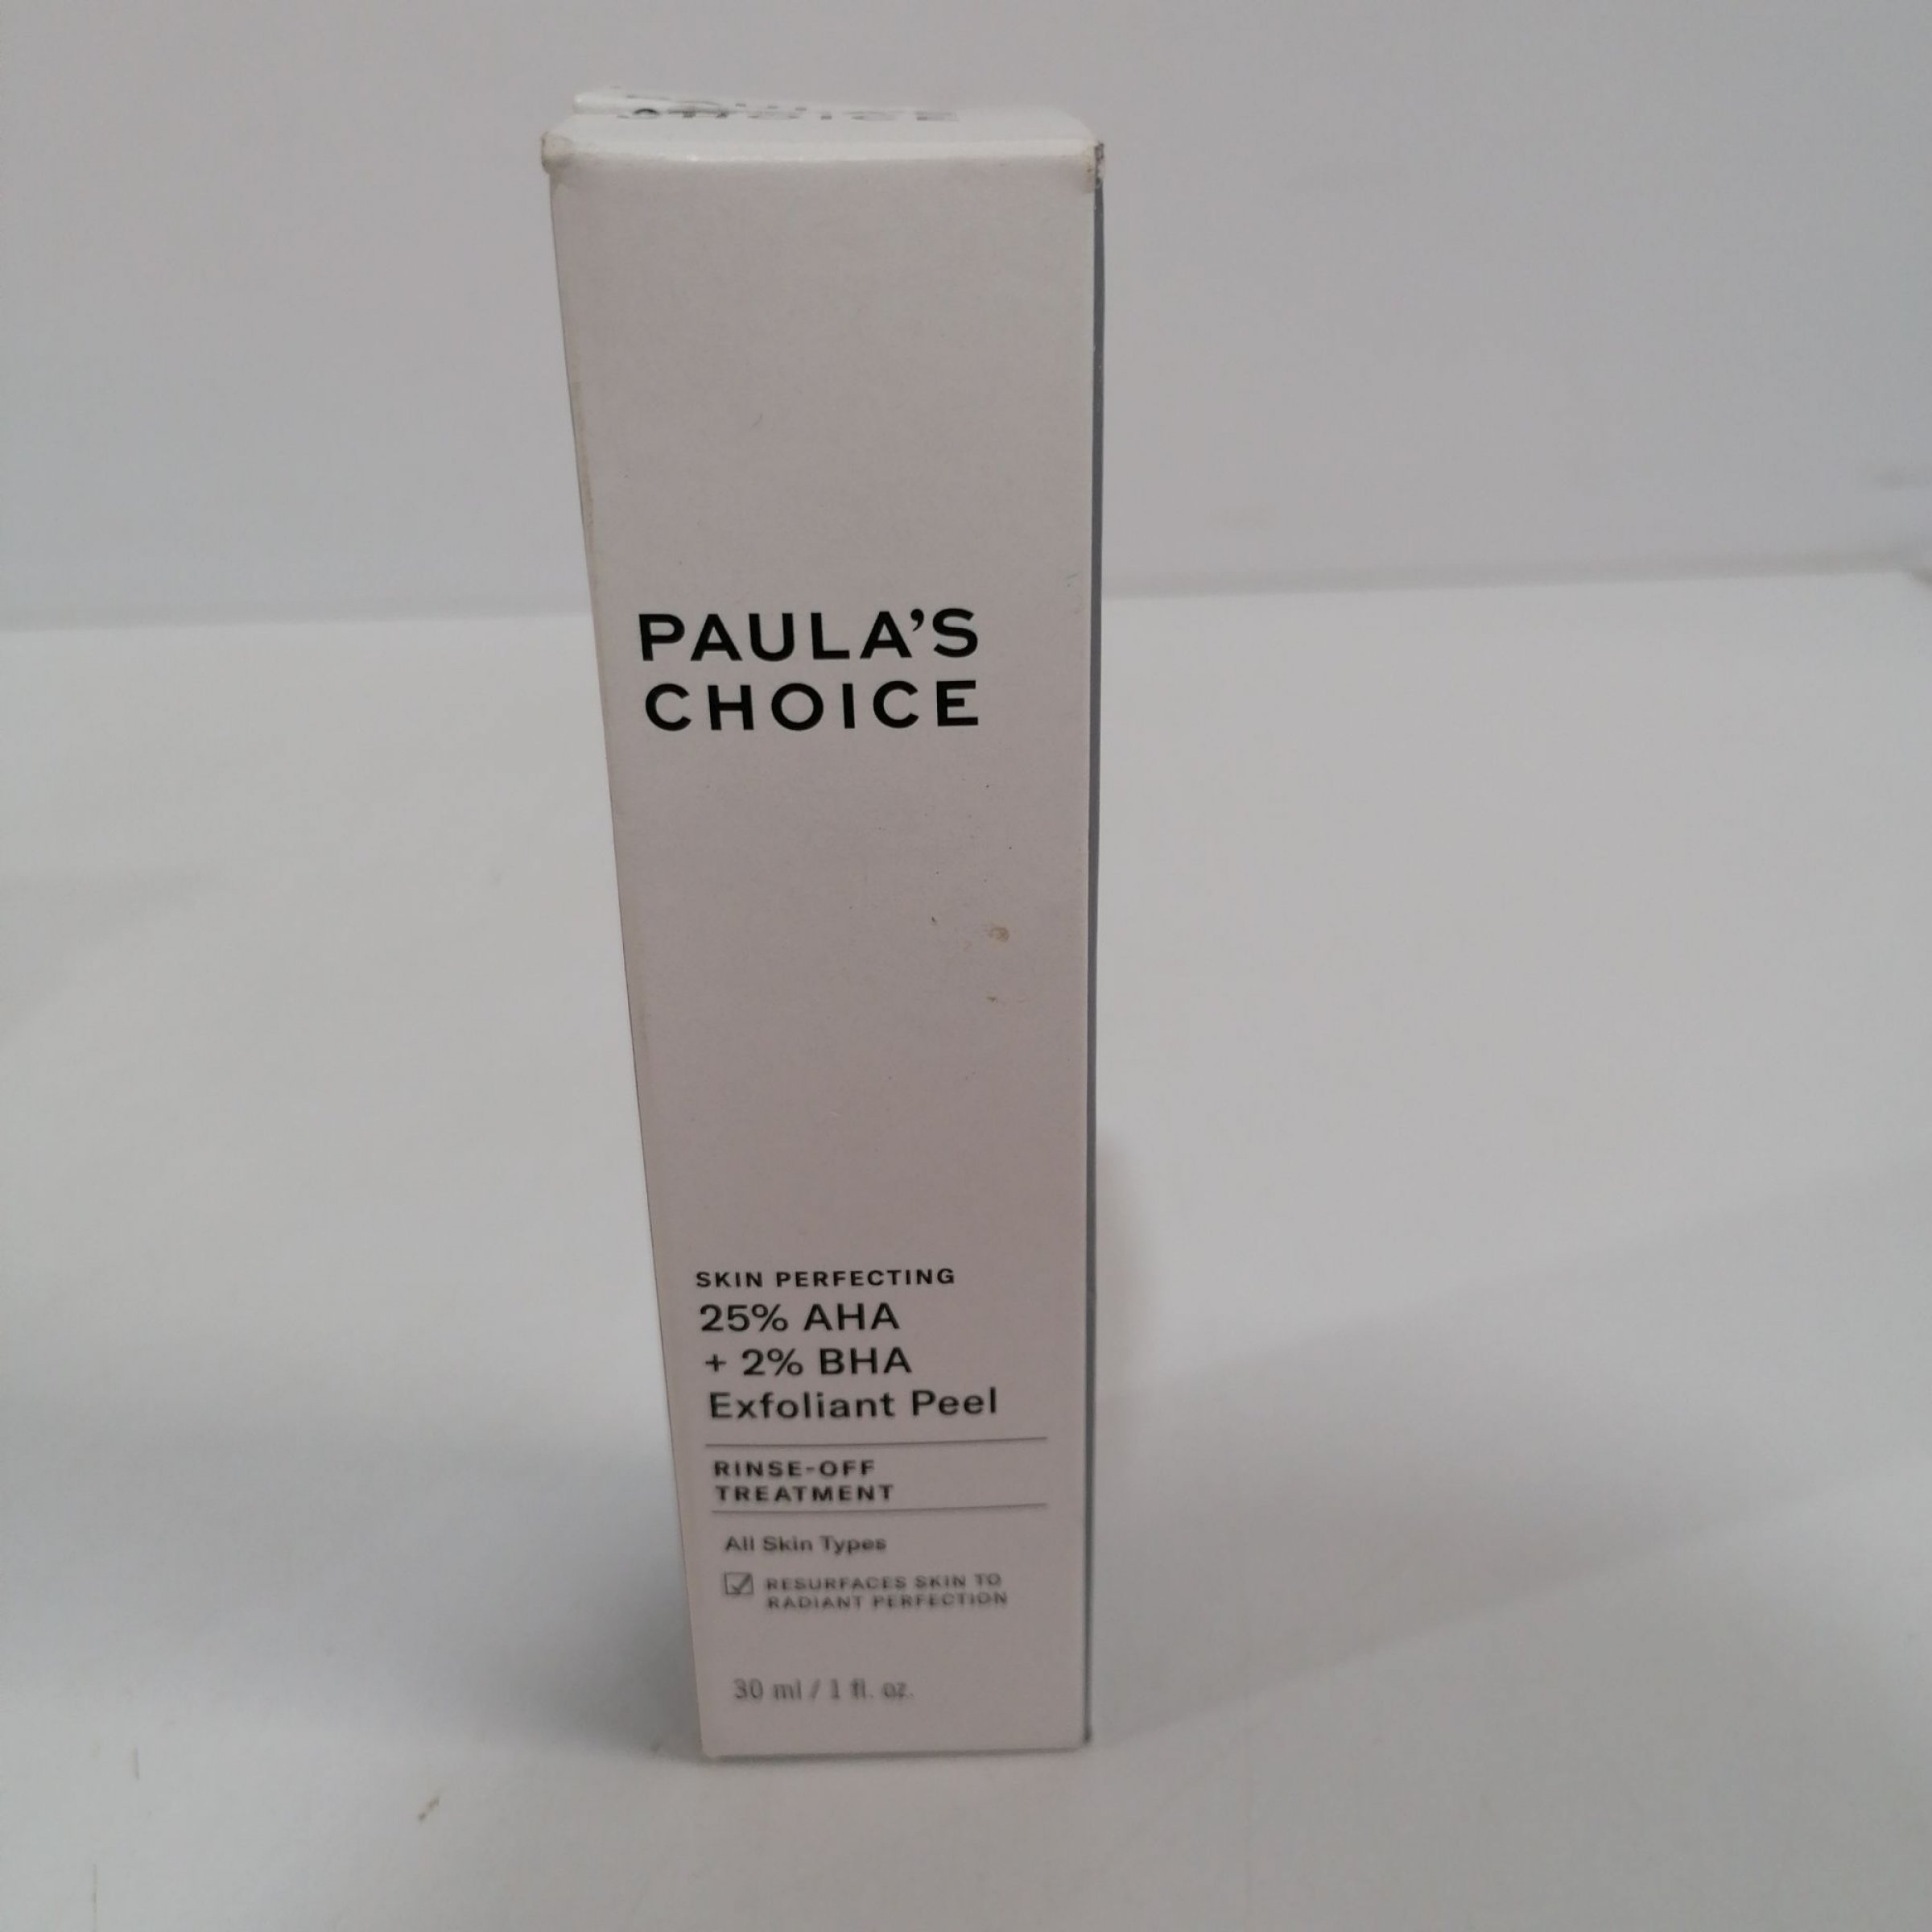 CHOICE
PAULA'S
CHOICE
SKIN PERFECTING
25% AHA
+ 2% BHA
Exfoliant Peel
RINSE-OFF
TREATMENT
All Skin Types
RESURFACES SKIN TO
RADIANT PERFECTION
30 ml / 1 fl. oz.